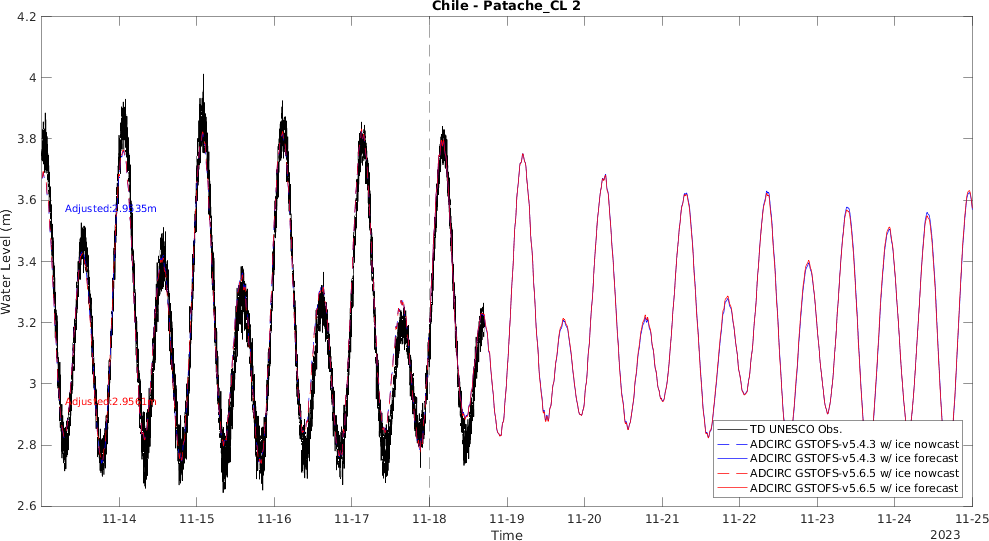 Chile - Patache_CL 2
4.2
4
3.8
3.6
3.4
3.2
3
2.8
2.6
Water Level (m)
Adjusted:2.9535m
TD UNESCO Obs.
ADCIRC GSTOFS-v5.4.3 w/ ice nowcast
ADCIRC GSTOFS-v5.4.3 w/ ice forecast
ADCIRC GSTOFS-v5.6.5 w/ ice nowcast
ADCIRC GSTOFS-v5.6.5 w/ ice forecast
11-14 11-15 11-16 11-17 11-18 11-19 11-20 11-21 11-22 11-23 11-24 11-25
Time
2023